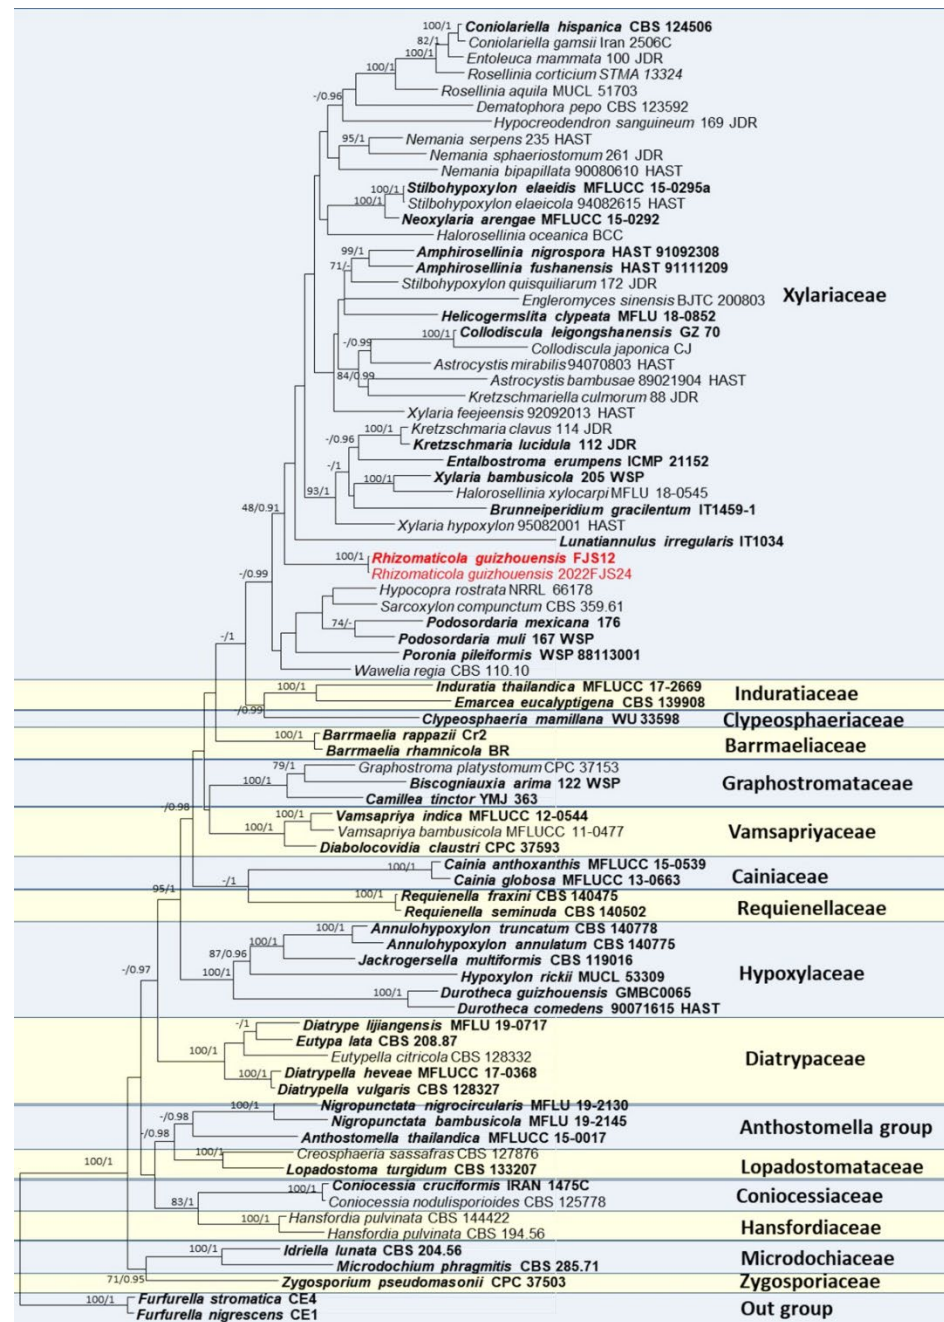 100/1 Coniolariella hispanica CBS 124506
82/1 Coniolariella gamsii Iran 2506C
100/1 Entoleuca mammata 100 JDR
100/1 Rosellinia corticium STMA 13324
Rosellinia aquila MUCL 51703
-/0.96 Dematophora pepo CBS 123592
Hypocreodendron sanguineum 169 JDR
95/1 Nemania serpens 235 HAST
Nemania sphaeriostomum 261 JDR
Nemania bipapillata 90080610 HAST
Stilbohypoxylon elaeidis MFLUCC 15-0295a
100/1 Stilbohypoxylon elaeicola 94082615 HAST
Neoxylaria arengae MFLUCC 15-0292
Halorosellinia oceanica BCC
99/1 Amphirosellinia nigrospora HAST 91092308
71/- Amphirosellinia fushanensis HAST 91111209
Stilbohypoxylon quisquiliarum 172 JDR
Engleromyces sinensis BJTC 200803
Xylariaceae
Helicogermslita clypeata MFLU 18-0852
100/1 Collodiscula leigongshanensis GZ 70
-/0.99 Collodiscula japonica CJ
Astrocystis mirabilis 94070803 HAST
84/0.99 Astrocystis bambusae 89021904 HAST
Kretzschmariella culmorum 88 JDR
Xylaria feejeensis 92092013 HAST
100/1 Kretzschmaria clavus 114 JDR
-/0.96 Kretzschmaria lucidula 112 JDR
Entalbostroma erumpens ICMP 21152
-/1 100/1 Xylaria bambusicola 205 WSP
93/1 Halorosellinia xylocarpi MFLU 18-0545
Brunneiperidium gracilentum IT1459-1
48/0.91 Xylaria hypoxylon 95082001 HAST
Lunatiannulus irregularis IT1034
100/1 Rhizomaticola guizhouensis FJS12
Rhizomaticola guizhouensis 2022FJS24
-/0.99 Hypocopra rostrata NRRL 66178
Sarcoxylon compunctum CBS 359.61
74/- Podosordaria mexicana 176
-/1 Podosordaria muli 167 WSP
Poronia pileiformis WSP 88113001
Wawelia regia CBS 110.10
100/1 Induratia thailandica MFLUCC 17-2669
Induratiaceae
Emarcea eucalyptigena CBS 139908
-/0.99 Clypeosphaeria mamillana WU 33598 Clypeosphaeriaceae
100/1 Barrmaelia rappazii Cr2
Barrmaeliaceae
Barrmaelia rhamnicola BR
79/1 Graphostroma platystomum CPC 37153
100/1 Biscogniauxia arima 122 WSP Graphostromataceae
Camillea tinctor YMJ 363
-/0.98 100/1 Vamsapriya indica MFLUCC 12-0544
100/1 Vamsapriya bambusicola MFLUCC 11-0477 Vamsapriyaceae
Diabolocovidia claustri CPC 37593
100/1 Cainia anthoxanthis MFLUCC 15-0539
Cainiaceae
-/1 Cainia globosa MFLUCC 13-0663
95/1 100/1 Requienella fraxini CBS 140475
Requienellaceae
Requienella seminuda CBS 140502
100/1 Annulohypoxylon truncatum CBS 140778
100/1 Annulohypoxylon annulatum CBS 140775
87/0.96 Jackrogersella multiformis CBS 119016
-/0.97 100/1 Hypoxylon rickii MUCL 53309 Hypoxylaceae
100/1 Durotheca guizhouensis GMBC0065
Durotheca comedens 90071615 HAST
-/1 Diatrype lijiangensis MFLU 19-0717
Eutypa lata CBS 208.87
100/1 Eutypella citricola CBS 128332 Diatrypaceae
100/1 Diatrypella heveae MFLUCC 17-0368
Diatrypella vulgaris CBS 128327
100/1 Nigropunctata nigrocircularis MFLU 19-2130
-/0.98 Nigropunctata bambusicola MFLU 19-2145 Anthostomella group
-/0.98 Anthostomella thailandica MFLUCC 15-0017
Creosphaeria sassafras CBS 127876
100/1 Lopadostoma turgidum CBS 133207 Lopadostomataceae
100/1 Coniocessia cruciformis IRAN 1475C
Coniocessiaceae
83/1 Coniocessia nodulisporioides CBS 125778
100/1 Hansfordia pulvinata CBS 144422
Hansfordiaceae
Hansfordia pulvinata CBS 194.56
100/1 Idriella lunata CBS 204.56
Microdochiaceae
Microdochium phragmitis CBS 285.71
71/0.95 Zygosporium pseudomasonii CPC 37503 Zygosporiaceae
100/1 Furfurella stromatica CE4
Out group
Furfurella nigrescens CE1